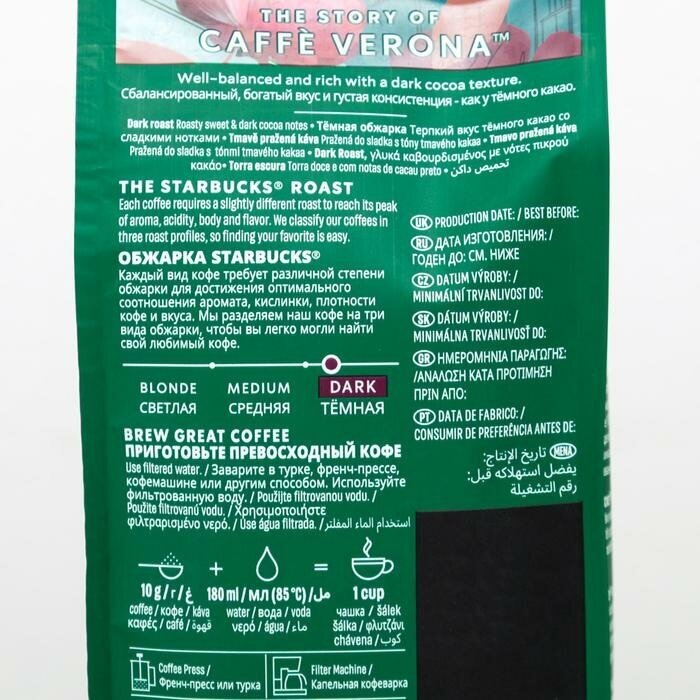 THE STORY OF
CAFFÈ VERONA™
Well-balanced and rich with a dark cocoa texture.
Сбалансированный, богатый вкус и густая консистенция - как у тёмного какао.
Dark roast Roasty sweet & dark cocoa notes • Тёмная обжарка Терпкий вкус тёмного какао со
сладкими нотками • Tmavě pražená káva Pražená do sladka s tóny tmavého kakaa • Tmavo pražená káva
Pražená do sladka s tónmi tmavého kakaa • Dark Roast, γλυκά καβουρδισμένος με νότες πικρού
κακάο • Torra escura Torra doce e com notas de cacau preto • تحميص داكن
THE STARBUCKS® ROAST
Each coffee requires a slightly different roast to reach its peak
of aroma, acidity, body and flavor. We classify our coffees in
three roast profiles, so finding your favorite is easy.
ОБЖАРКА STARBUCKS®
Каждый вид кофе требует различной степени
обжарки для достижения оптимального
соотношения аромата, кислинки, плотности
кофе и вкуса. Мы разделяем наш кофе на три
вида обжарки, чтобы вы легко могли найти
свой любимый кофе.
BLONDE MEDIUM DARK
СВЕТЛАЯ СРЕДНЯЯ ТЁМНАЯ
BREW GREAT COFFEE
ПРИГОТОВЬТЕ ПРЕВОСХОДНЫЙ КОФЕ
Use filtered water. / Заварите в турке, френч-прессе,
кофемашине или другим способом. Используйте
фильтрованную воду. / Použijte filtrovanou vodu. /
Použite filtrovanú vodu. / Χρησιμοποιήστε
φιλτραρισμένο νερό. / Use água filtrada. / استخدام الماء المفلتر
+ =
10 g / г / غ 180 ml / мл (85°C) / مل 1 cup
coffee / кофе / káva water / вода / voda чашка / šálek
καφές / café / قهوة νερό / água / ماء šálka / φλυτζάνι
chávena / كوب
Coffee Press /
Френч-пресс или турка
Filter Machine /
Капельная кофеварка
UK PRODUCTION DATE: / BEST BEFORE:
RU ДАТА ИЗГОТОВЛЕНИЯ: /
ГОДЕН ДО: СМ. НИЖЕ
CZ DATUM VÝROBY: /
MINIMÁLNÍ TRVANLIVOST DO:
SK DÁTUM VÝROBY: /
MINIMÁLNA TRVANLIVOSŤ DO:
GR ΗΜΕΡΟΜΗΝΙΑ ΠΑΡΑΓΩΓΗΣ:
/ΑΝΑΛΩΣΗ ΚΑΤΑ ΠΡΟΤΙΜΗΣΗ
ΠΡΙΝ ΑΠΟ:
PT DATA DE FABRICO: /
CONSUMIR DE PREFERÊNCIA ANTES DE:
MENA تاريخ الإنتاج:
يفضل استهلاكه قبل:
رقم التشغيلة